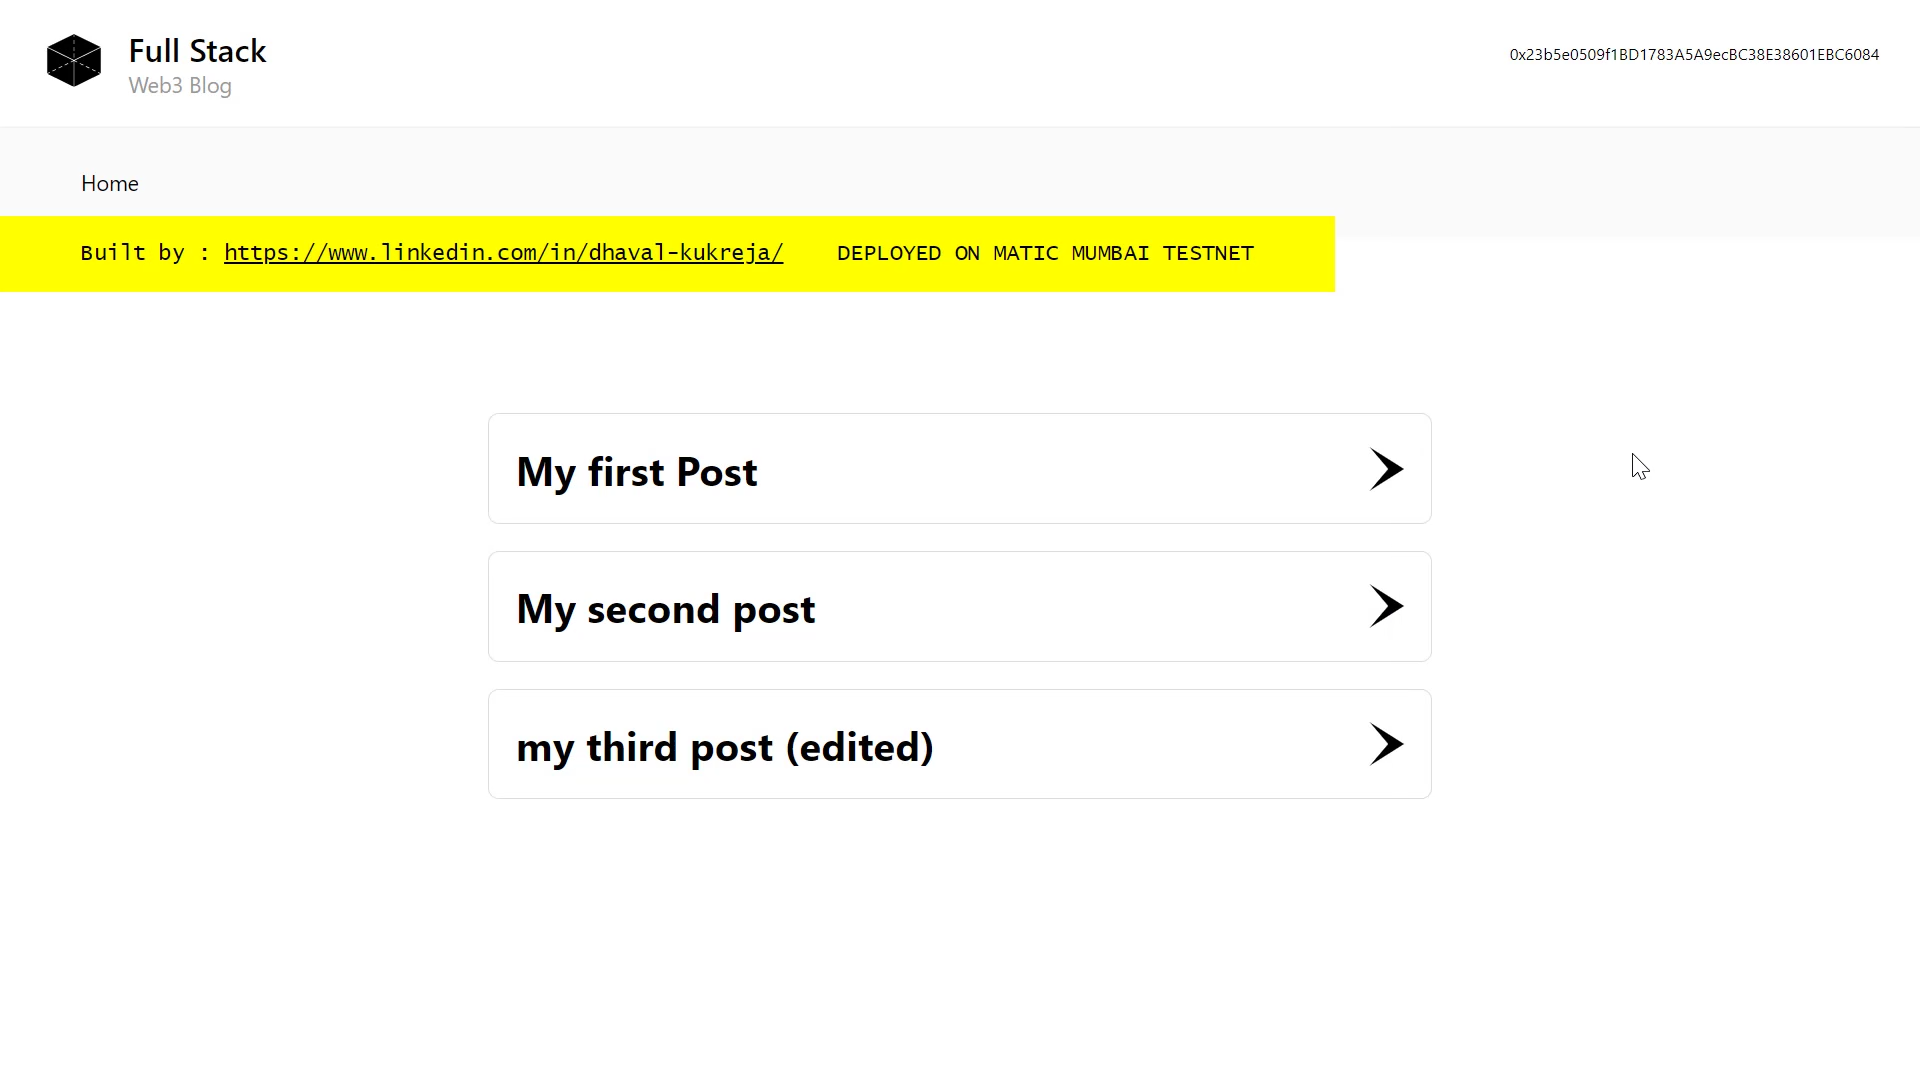 Full Stack
Web3 Blog
0x23b5e0509f1BD1783A5A9ecBC38E38601EBC6084
Home
Built by : https://www.linkedin.com/in/dhaval-kukreja/ DEPLOYED ON MATIC MUMBAI TESTNET
My first Post
My second post
my third post (edited)